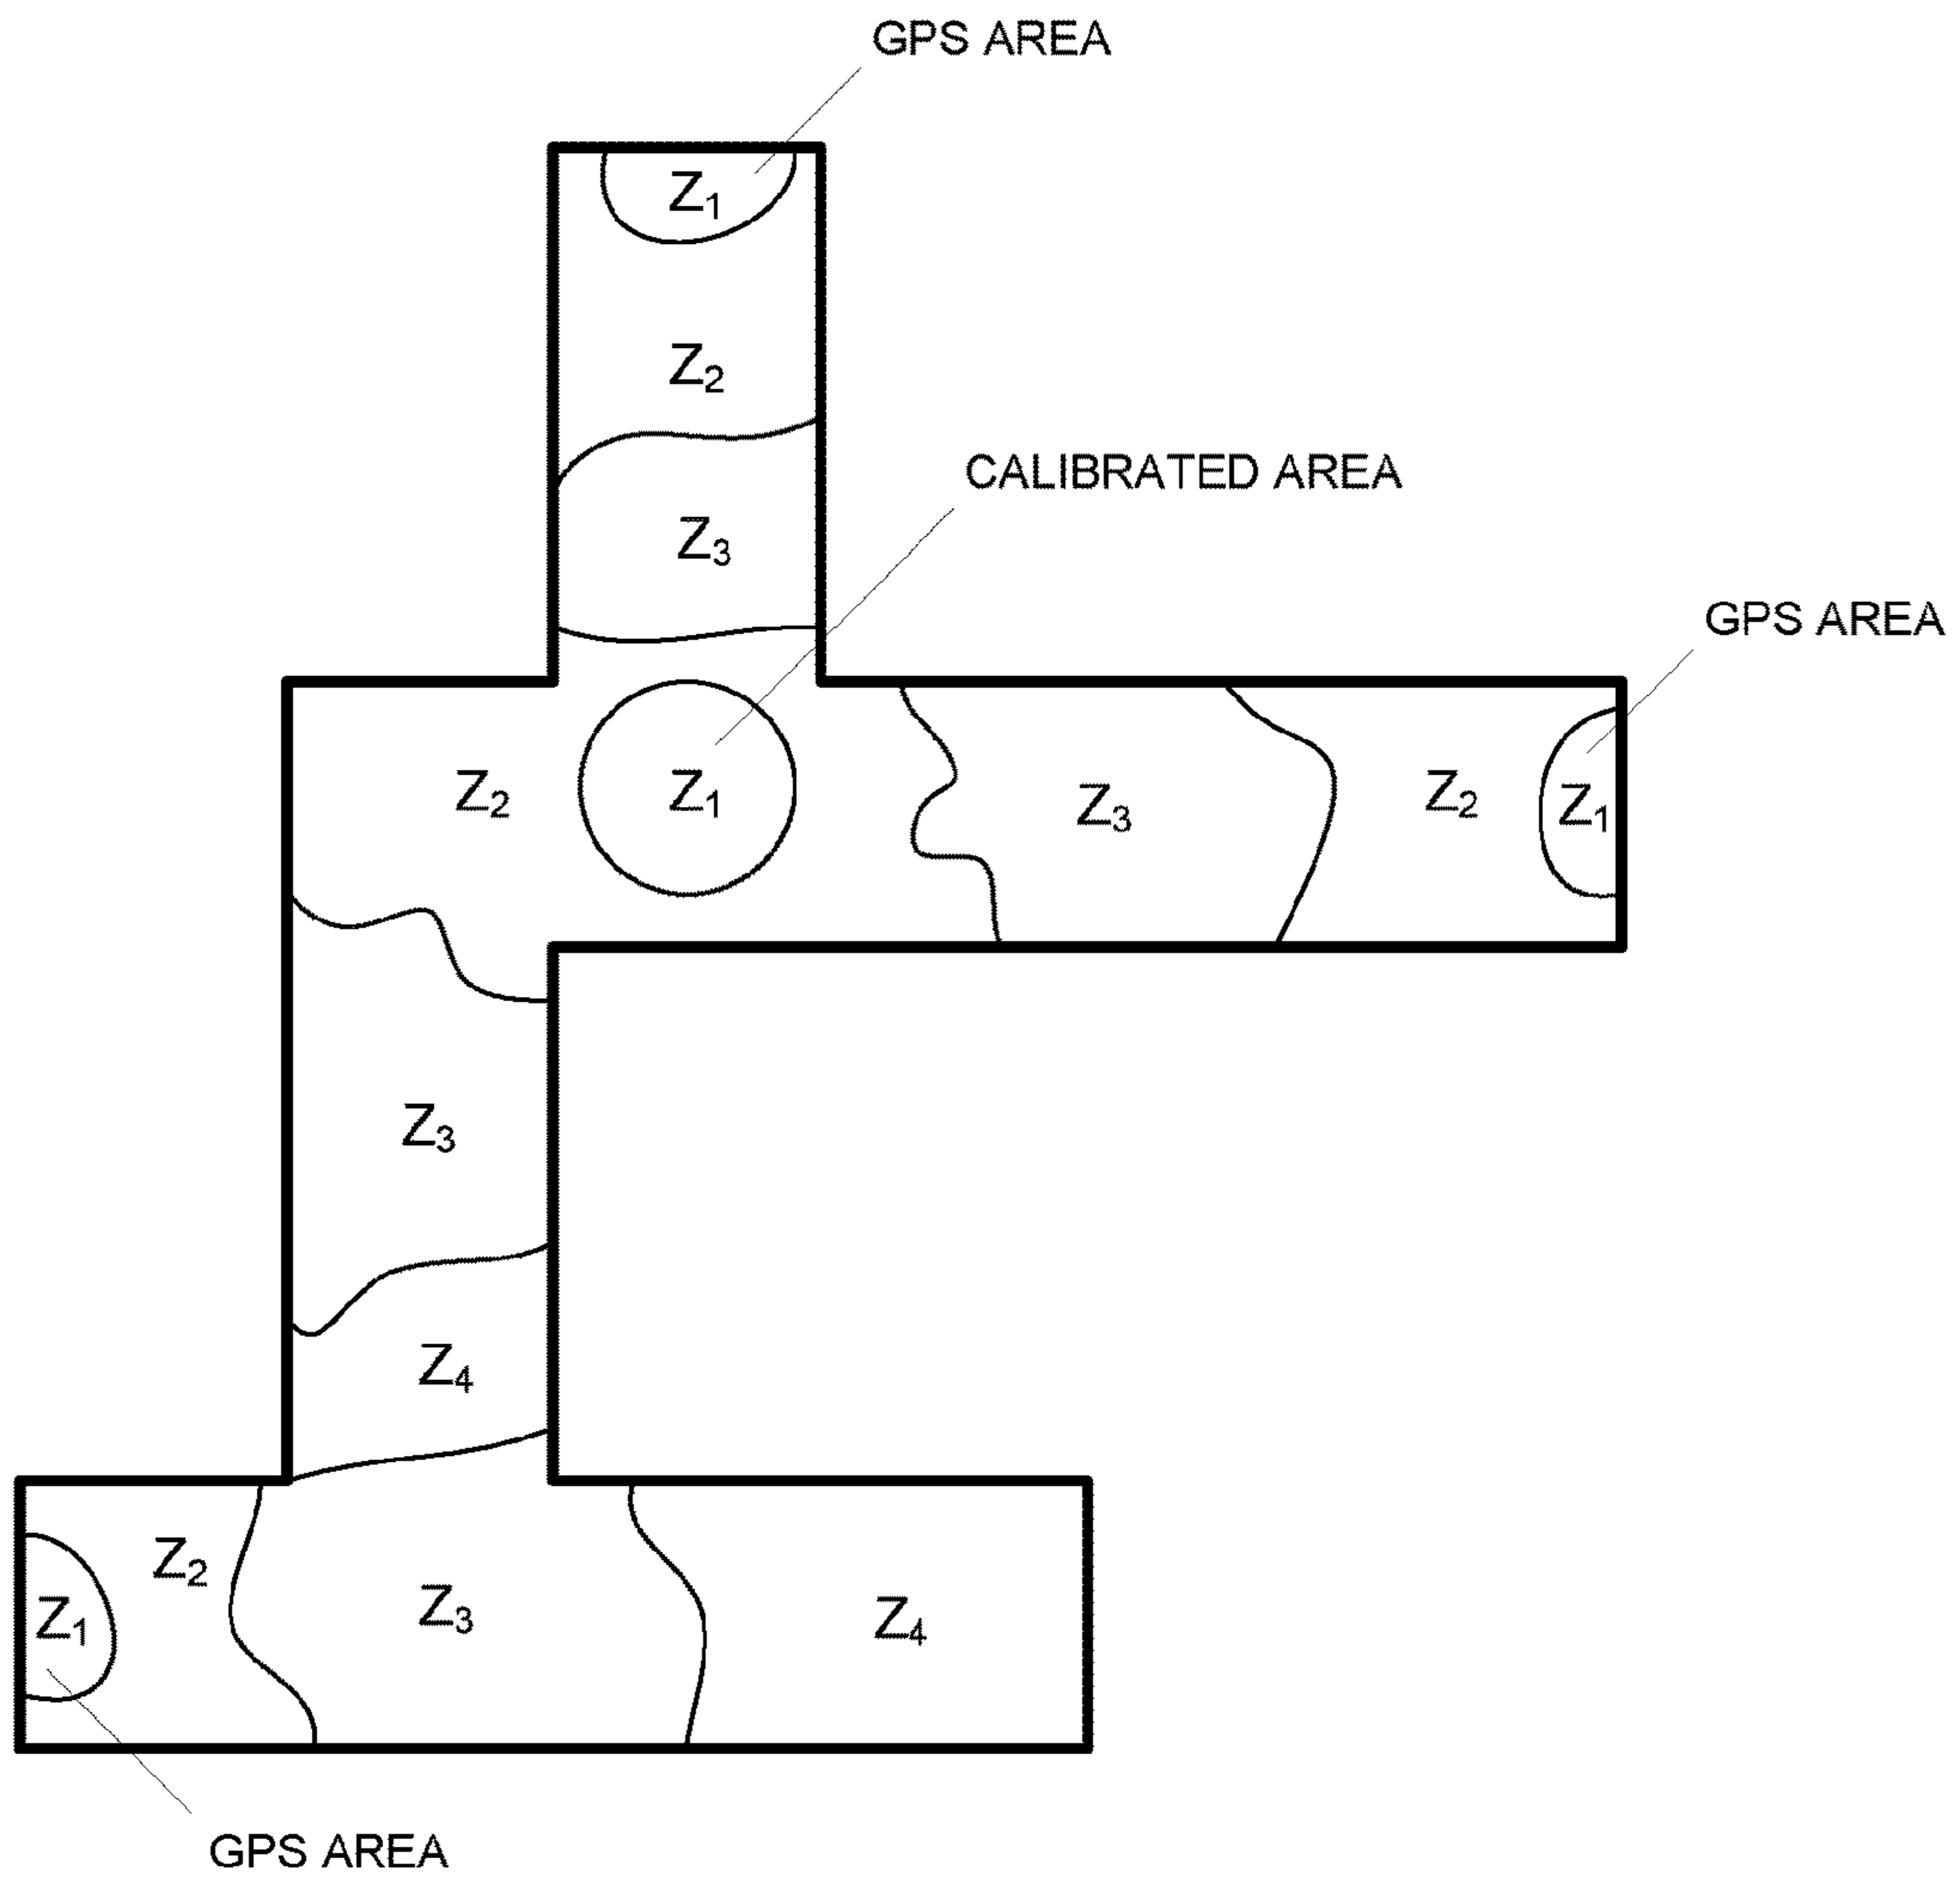 GPS AREA
Z1
Z2
CALIBRATED AREA
Z3
GPS AREA
Z2 Z1 Z3 Z2 Z1
Z3
Z4
Z2
Z1 Z3 Z4
GPS AREA